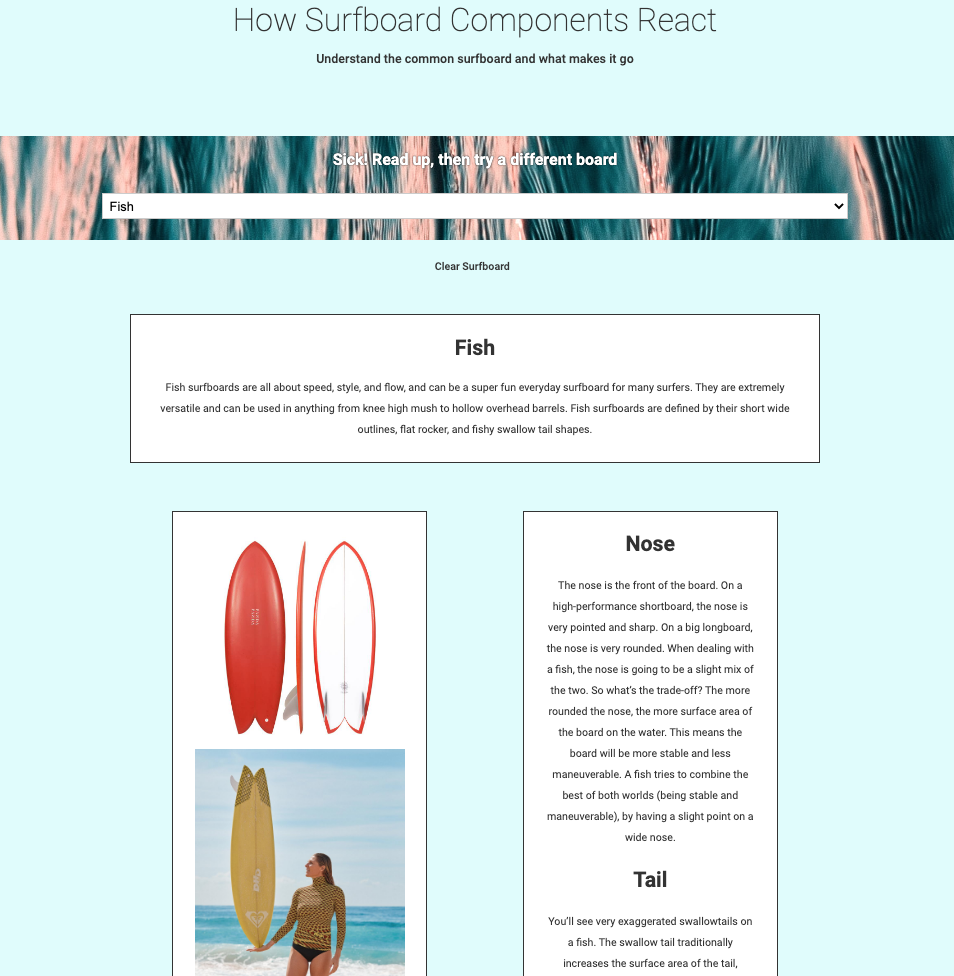 How Surfboard Components React
Understand the common surfboard and what makes it go
Sick! Read up, then try a different board
Fish
Clear Surfboard
Fish
Fish surfboards are all about speed, style, and flow, and can be a super fun everyday surfboard for many surfers. They are extremely
versatile and can be used in anything from knee high mush to hollow overhead barrels. Fish surfboards are defined by their short wide
outlines, flat rocker, and fishy swallow tail shapes.
Nose
The nose is the front of the board. On a
high-performance shortboard, the nose is
very pointed and sharp. On a big longboard,
the nose is very rounded. When dealing with
a fish, the nose is going to be a slight mix of
the two. So what’s the trade-off? The more
rounded the nose, the more surface area of
the board on the water. This means the
board will be more stable and less
maneuverable. A fish tries to combine the
best of both worlds (being stable and
maneuverable), by having a slight point on a
wide nose.
Tail
You’ll see very exaggerated swallowtails on
a fish. The swallow tail traditionally
increases the surface area of the tail,